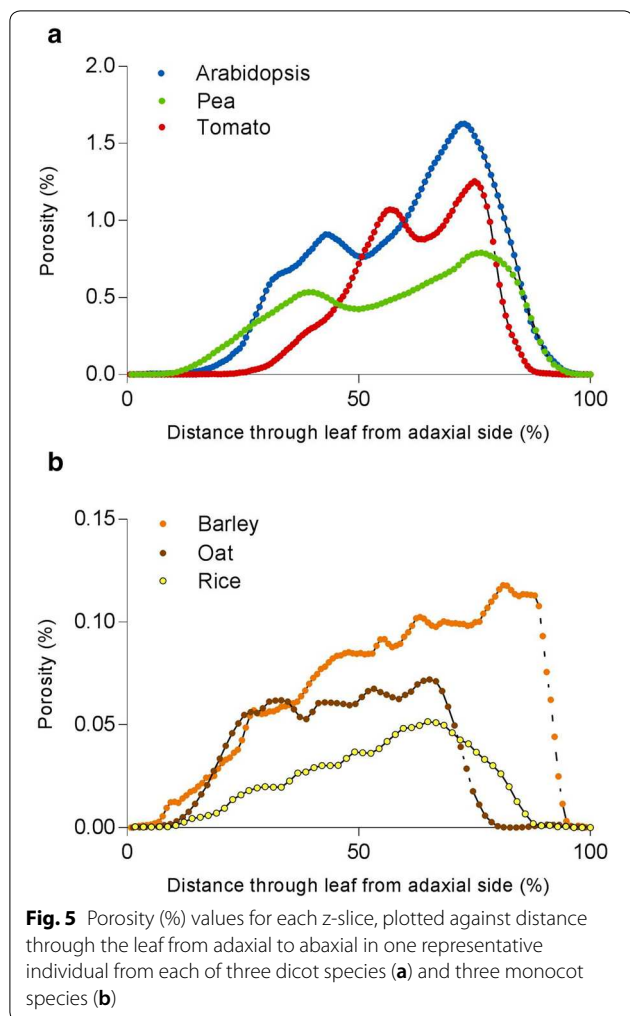 a
2.0
Arabidopsis
Pea
Tomato
1.5
Porosity (%)
1.0
0.5
0.0
0 50 100
Distance through leaf from adaxial side (%)
b
0.15
Barley
Oat
Rice
0.10
Porosity (%)
0.05
0.00
0 50 100
Distance through leaf from adaxial side (%)
Fig. 5 Porosity (%) values for each z-slice, plotted against distance
through the leaf from adaxial to abaxial in one representative
individual from each of three dicot species (a) and three monocot
species (b)